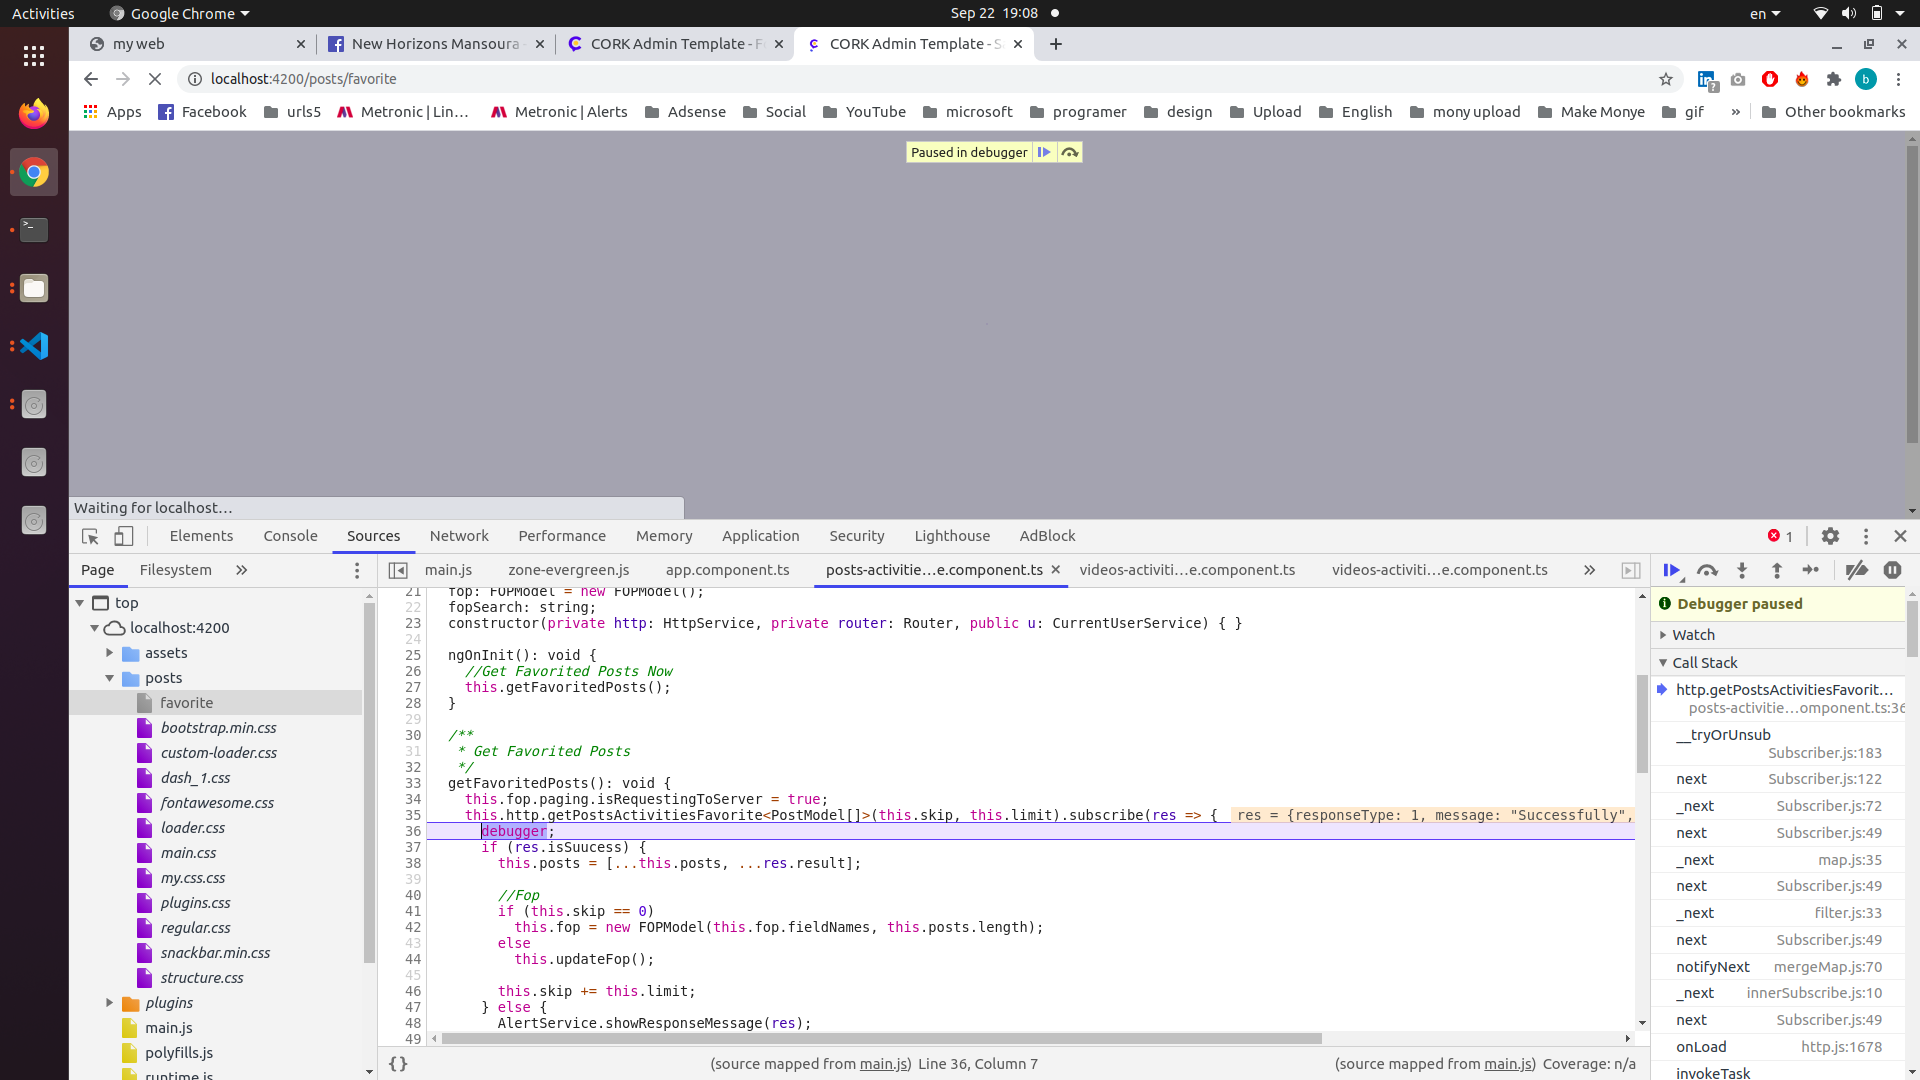 Activities
Google Chrome
Sep 22 19:08
en
my web
New Horizons Mansoura
CORK Admin Template - F
CORK Admin Template - S
localhost:4200/posts/favorite
b
Apps
Facebook
urls5
Metronic | Lin…
Metronic | Alerts
Adsense
Social
YouTube
microsoft
programer
design
Upload
English
mony upload
Make Monye
gif
»
Other bookmarks
Paused in debugger
Waiting for localhost…
Elements
Console
Sources
Network
Performance
Memory
Application
Security
Lighthouse
AdBlock
1
Page
Filesystem
»
main.js
zone-evergreen.js
app.component.ts
posts-activitie…e.component.ts
videos-activiti…e.component.ts
videos-activiti…e.component.ts
»
top
localhost:4200
assets
posts
favorite
bootstrap.min.css
custom-loader.css
dash_1.css
fontawesome.css
loader.css
main.css
my.css.css
plugins.css
regular.css
snackbar.min.css
structure.css
plugins
main.js
polyfills.js
runtime.js
21 fop: FOPModel = new FOPModel();
22 fopSearch: string;
23 constructor(private http: HttpService, private router: Router, public u: CurrentUserService) { }
24
25 ngOnInit(): void {
26 //Get Favorited Posts Now
27 this.getFavoritedPosts();
28 }
29
30 /**
31 * Get Favorited Posts
32 */
33 getFavoritedPosts(): void {
34 this.fop.paging.isRequestingToServer = true;
35 this.http.getPostsActivitiesFavorite<PostModel[]>(this.skip, this.limit).subscribe(res => { res = {responseType: 1, message: "Successfully",
36 debugger;
37 if (res.isSuucess) {
38 this.posts = [...this.posts, ...res.result];
39
40 //Fop
41 if (this.skip == 0)
42 this.fop = new FOPModel(this.fop.fieldNames, this.posts.length);
43 else
44 this.updateFop();
45
46 this.skip += this.limit;
47 } else {
48 AlertService.showResponseMessage(res);
49
{}
(source mapped from main.js) Line 36, Column 7
(source mapped from main.js) Coverage: n/a
Debugger paused
Watch
Call Stack
http.getPostsActivitiesFavorit…
posts-activitie…omponent.ts:36
__tryOrUnsub
Subscriber.js:183
next Subscriber.js:122
_next Subscriber.js:72
next Subscriber.js:49
_next map.js:35
next Subscriber.js:49
_next filter.js:33
next Subscriber.js:49
notifyNext mergeMap.js:70
_next innerSubscribe.js:10
next Subscriber.js:49
onLoad http.js:1678
invokeTask